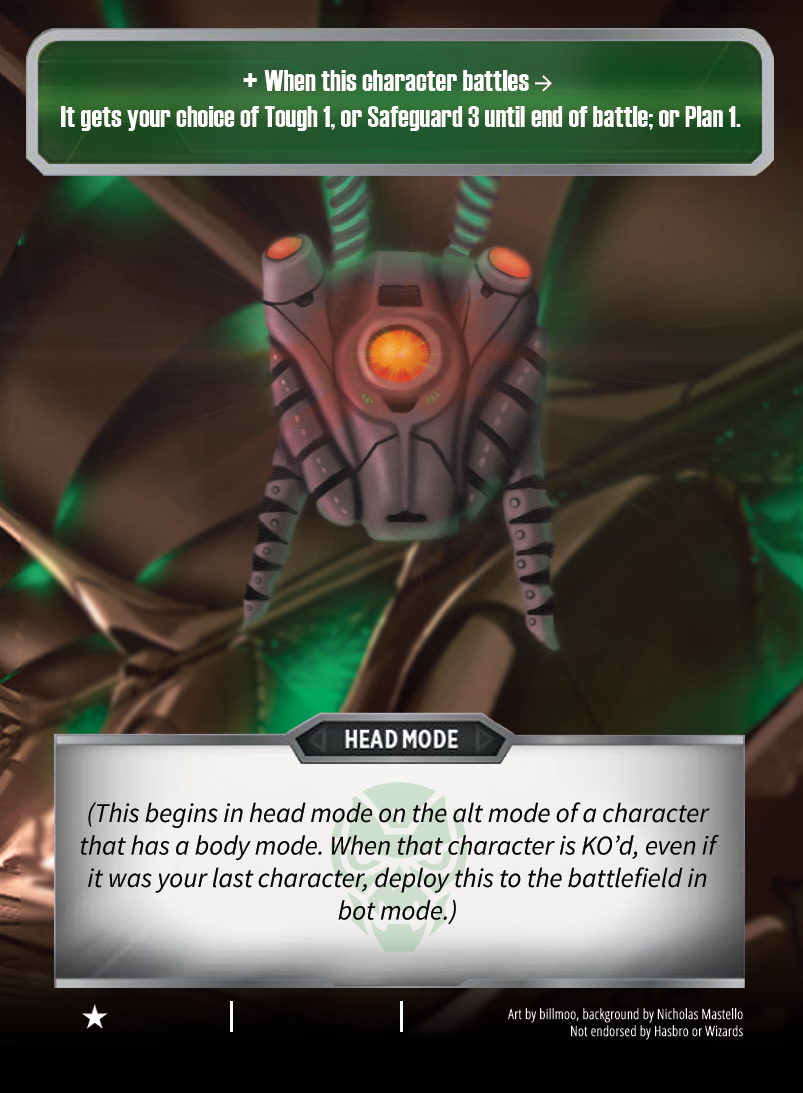 + When this character battles →
It gets your choice of Tough 1, or Safeguard 3 until end of battle; or Plan 1.
HEAD MODE
(This begins in head mode on the alt mode of a character
that has a body mode. When that character is KO’d, even if
it was your last character, deploy this to the battlefield in
bot mode.)
Art by billmoo, background by Nicholas Mastello
Not endorsed by Hasbro or Wizards